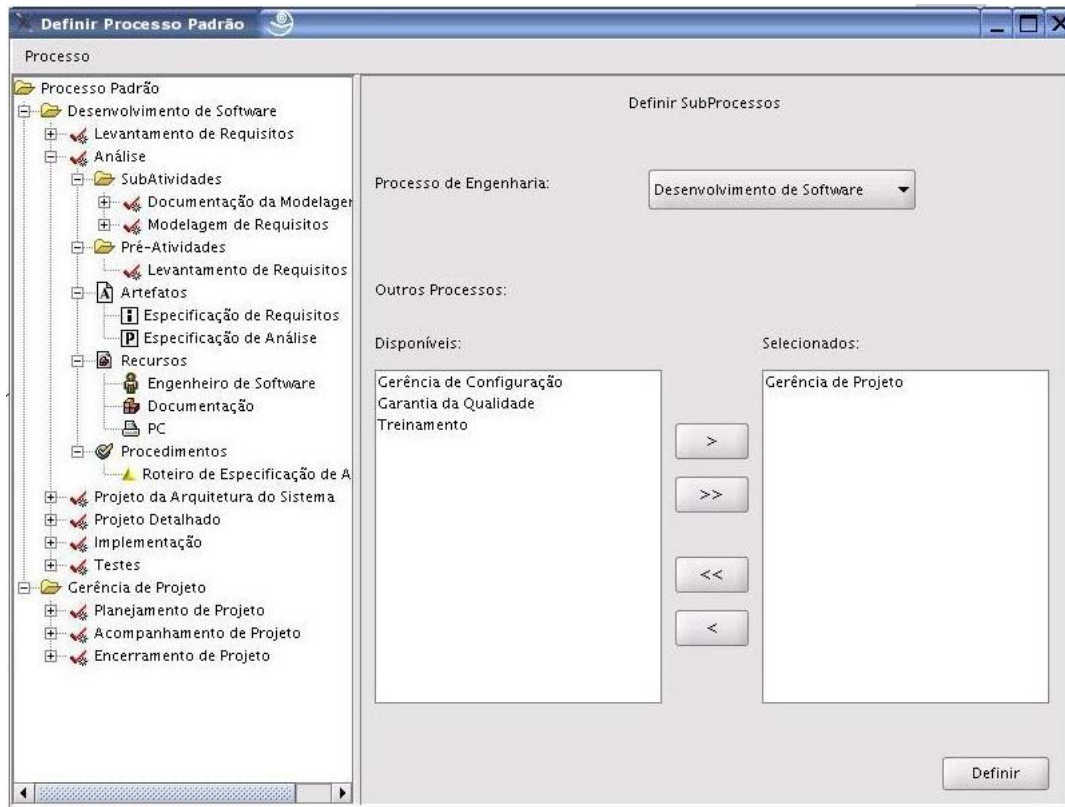 Definir Processo Padrão
Processo
Processo Padrão
Desenvolvimento de Software
Levantamento de Requisitos
Análise
SubAtividades
Documentação da Modelager
Modelagem de Requisitos
Pré-Atividades
Levantamento de Requisitos
A Artefatos
i Especificação de Requisitos
P Especificação de Análise
Recursos
Engenheiro de Software
Documentação
PC
Procedimentos
Roteiro de Especificação de A
Projeto da Arquitetura do Sistema
Projeto Detalhado
Implementação
Testes
Gerência de Projeto
Planejamento de Projeto
Acompanhamento de Projeto
Encerramento de Projeto
Definir SubProcessos
Processo de Engenharia:
Desenvolvimento de Software
Outros Processos:
Disponíveis:
Gerência de Configuração
Garantia da Qualidade
Treinamento
>
>>
<<
<
Selecionados:
Gerência de Projeto
Definir